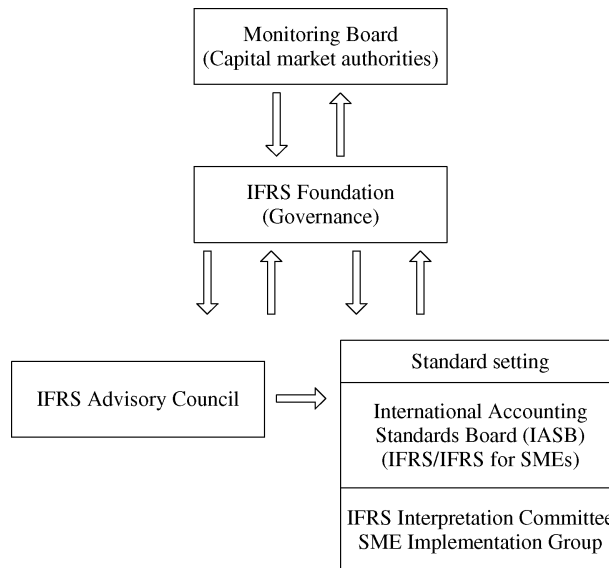 Monitoring Board
(Capital market authorities)
IFRS Foundation
(Governance)
IFRS Advisory Council
Standard setting
International Accounting
Standards Board (IASB)
(IFRS/IFRS for SMEs)
IFRS Interpretation Committee
SME Implementation Group